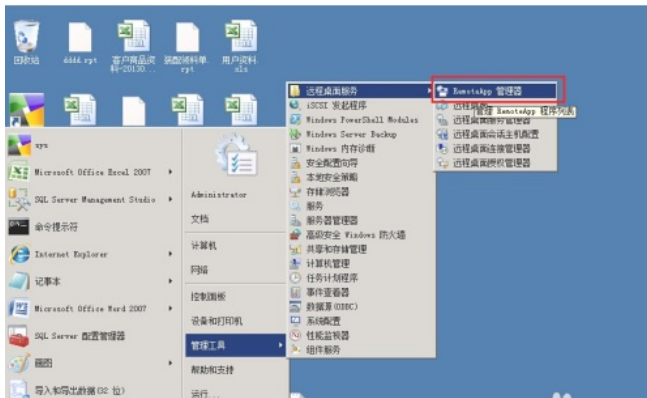 回收站
dddd.rpt
客户商品资
料-20130...
装配领料单.
rpt
用户资料.
xls
sys
Microsoft Office Excel 2007
SQL Server Management Studio
命令提示符
Internet Explorer
记事本
Microsoft Office Word 2007
SQL Server 配置管理器
画图
导入和导出数据(32 位)
Administrator
文档
计算机
网络
控制面板
设备和打印机
管理工具
帮助和支持
运行...
远程桌面服务
iSCSI 发起程序
Windows PowerShell Modules
Windows Server Backup
Windows 内存诊断
安全配置向导
本地安全策略
存储浏览器
服务
服务器管理器
高级安全 Windows 防火墙
共享和存储管理
计算机管理
任务计划程序
事件查看器
数据源(ODBC)
系统配置
性能监视器
组件服务
RemoteApp 管理器
远程桌面
管理 RemoteApp 程序列表
远程桌面服务管理器
远程桌面会话主机配置
远程桌面连接管理器
远程桌面授权管理器